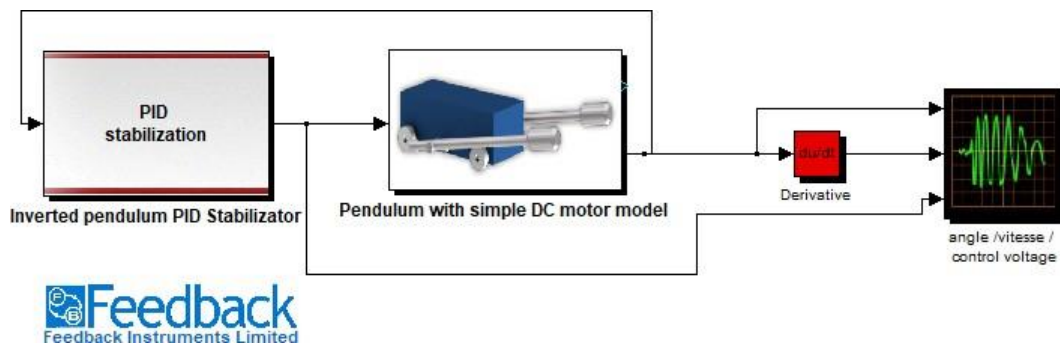 PID
stabilization
Inverted pendulum PID Stabilizator
Pendulum with simple DC motor model
du/dt
Derivative
angle /vitesse /
control voltage
Feedback
Feedback Instruments Limited